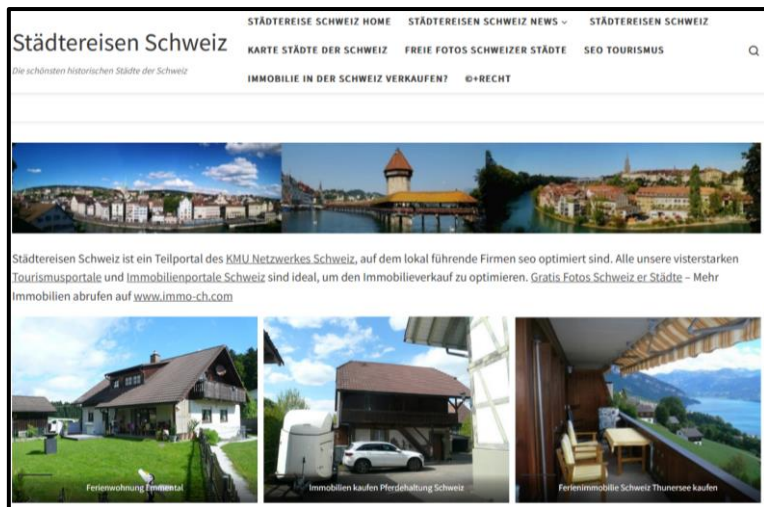 Städtereisen Schweiz
Die schönsten historischen Städte der Schweiz
STÄDTEREISE SCHWEIZ HOME STÄDTEREISEN SCHWEIZ NEWS STÄDTEREISEN SCHWEIZ
KARTE STÄDTE DER SCHWEIZ FREIE FOTOS SCHWEIZER STÄDTE SEO TOURISMUS
IMMOBILIE IN DER SCHWEIZ VERKAUFEN? ©+RECHT
Städtereisen Schweiz ist ein Teilportal des KMU Netzwerkes Schweiz, auf dem lokal führende Firmen seo optimiert sind. Alle unsere visterstarken
Tourismusportale und Immobilienportale Schweiz sind ideal, um den Immobilieverkauf zu optimieren. Gratis Fotos Schweiz er Städte – Mehr
Immobilien abrufen auf www.immo-ch.com
Ferienwohnung Emmental
Immobilien kaufen Pferdehaltung Schweiz
Ferienimmobilie Schweiz Thunersee kaufen